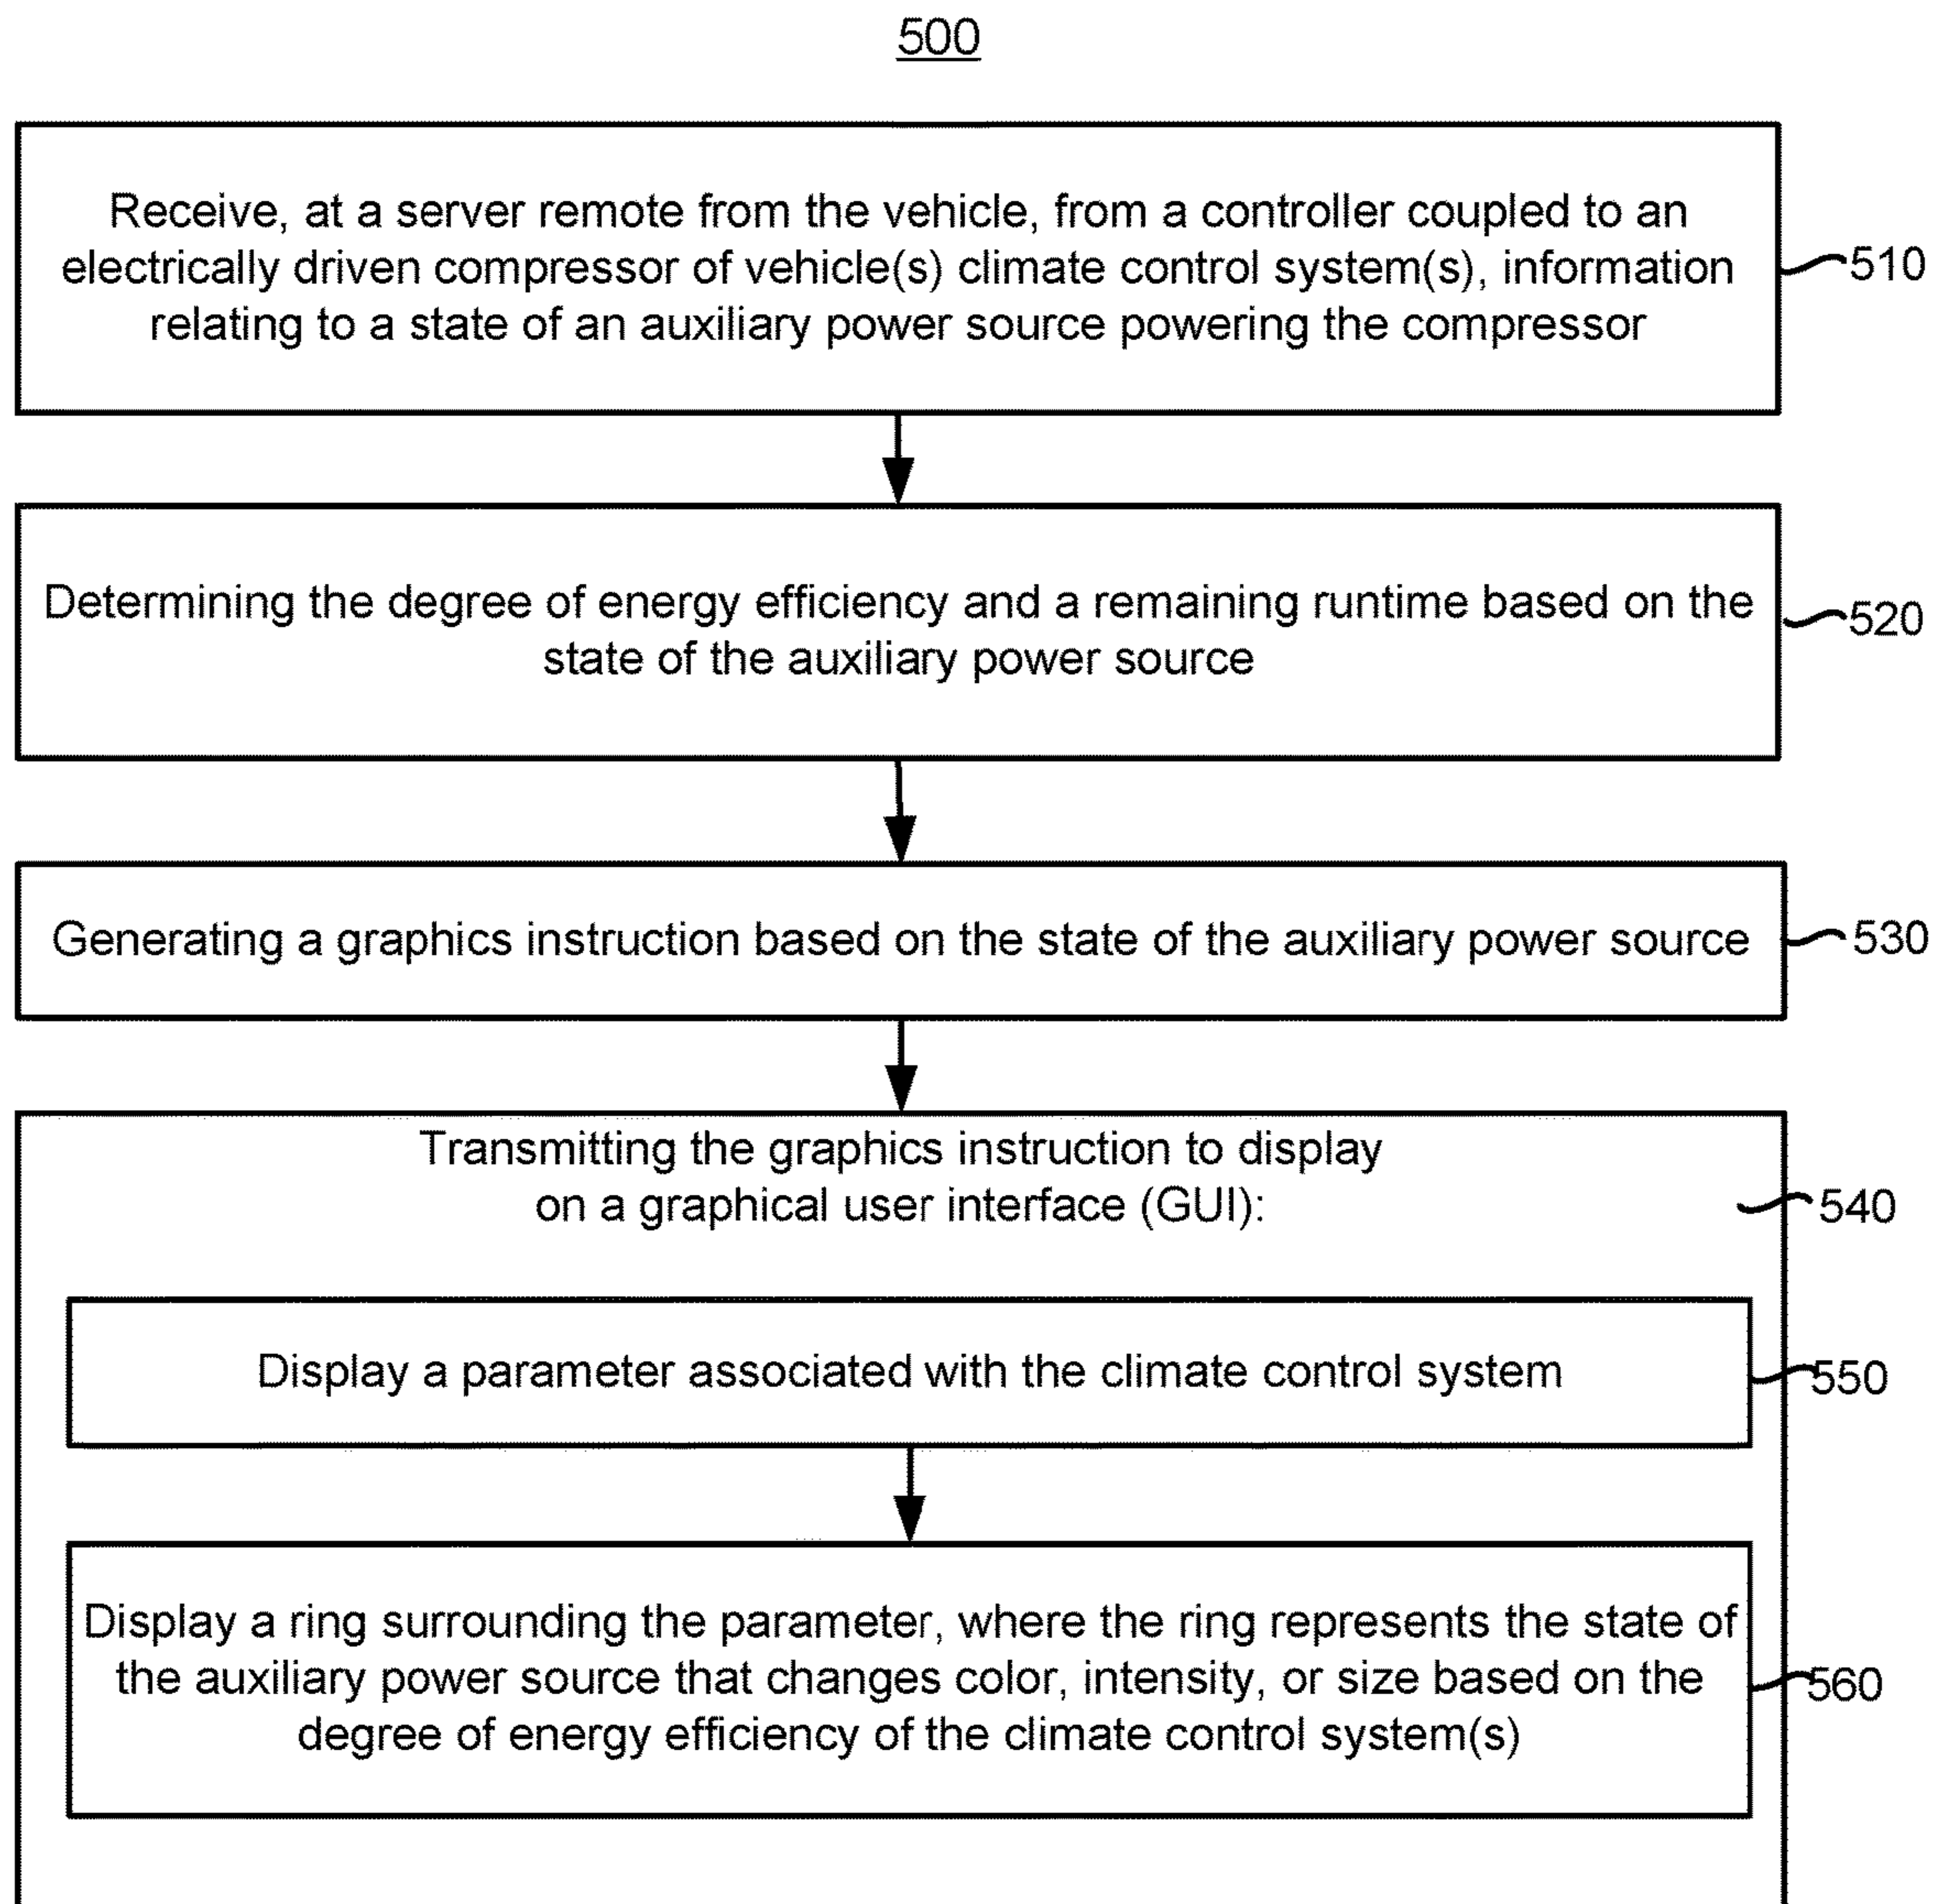 500
Receive, at a server remote from the vehicle, from a controller coupled to an
electrically driven compressor of vehicle(s) climate control system(s), information
relating to a state of an auxiliary power source powering the compressor
510
Determining the degree of energy efficiency and a remaining runtime based on the
state of the auxiliary power source
520
Generating a graphics instruction based on the state of the auxiliary power source
530
Transmitting the graphics instruction to display
on a graphical user interface (GUI):
540
Display a parameter associated with the climate control system
550
Display a ring surrounding the parameter, where the ring represents the state of
the auxiliary power source that changes color, intensity, or size based on the
degree of energy efficiency of the climate control system(s)
560